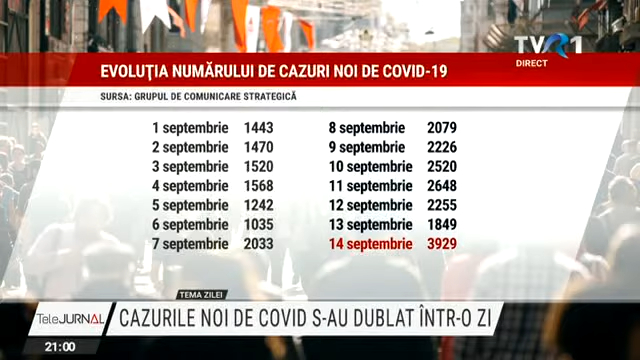 TVR1
DIRECT
EVOLUŢIA NUMĂRULUI DE CAZURI NOI DE COVID-19
SURSA: GRUPUL DE COMUNICARE STRATEGICĂ
1 septembrie 1443
2 septembrie 1470
3 septembrie 1520
4 septembrie 1568
5 septembrie 1242
6 septembrie 1035
7 septembrie 2033
8 septembrie 2079
9 septembrie 2226
10 septembrie 2520
11 septembrie 2648
12 septembrie 2255
13 septembrie 1849
14 septembrie 3929
TEMA ZILEI
TeleJURNAL
CAZURILE NOI DE COVID S-AU DUBLAT ÎNTR-O ZI
21:00